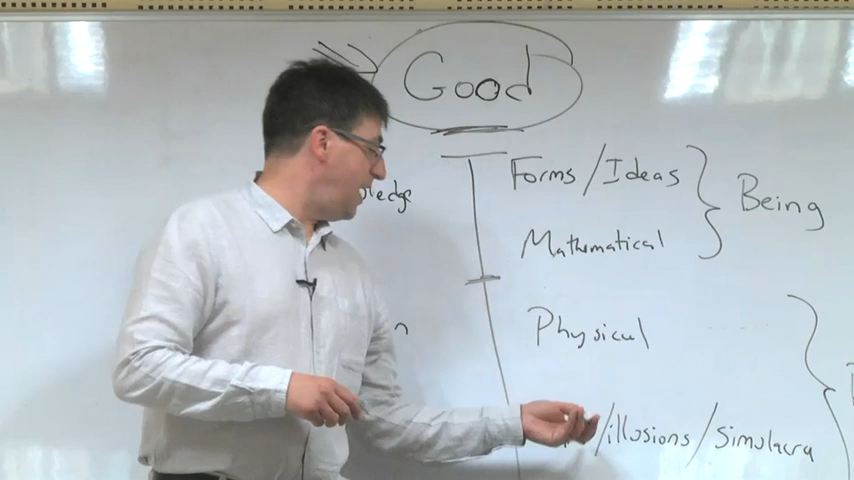 Good
Forms/Ideas
Being
Mathematical
Physical
/illusions/simulacra